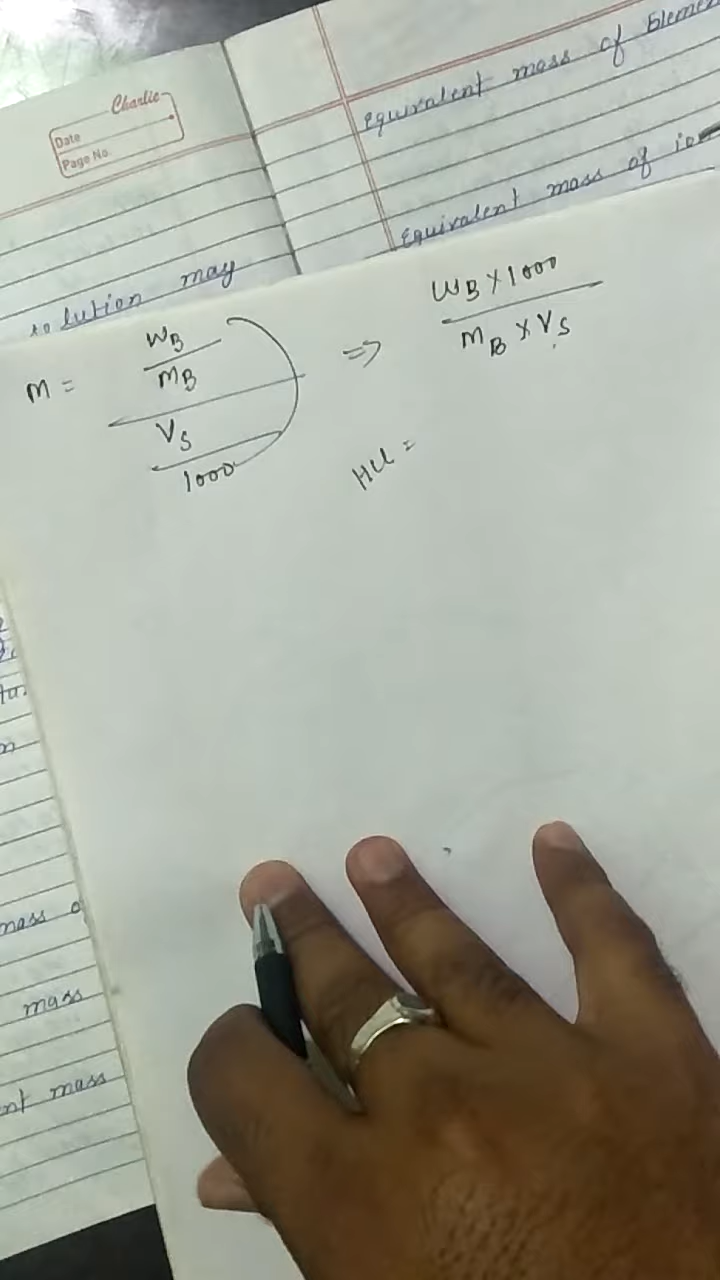 Charlie
Date
Page No.
equivalent mass of
equivalent mass of
solution may
M = WB / MB / VS / 1000 => WB X 1000 / MB X VS
HCl =
mass
mass
mass